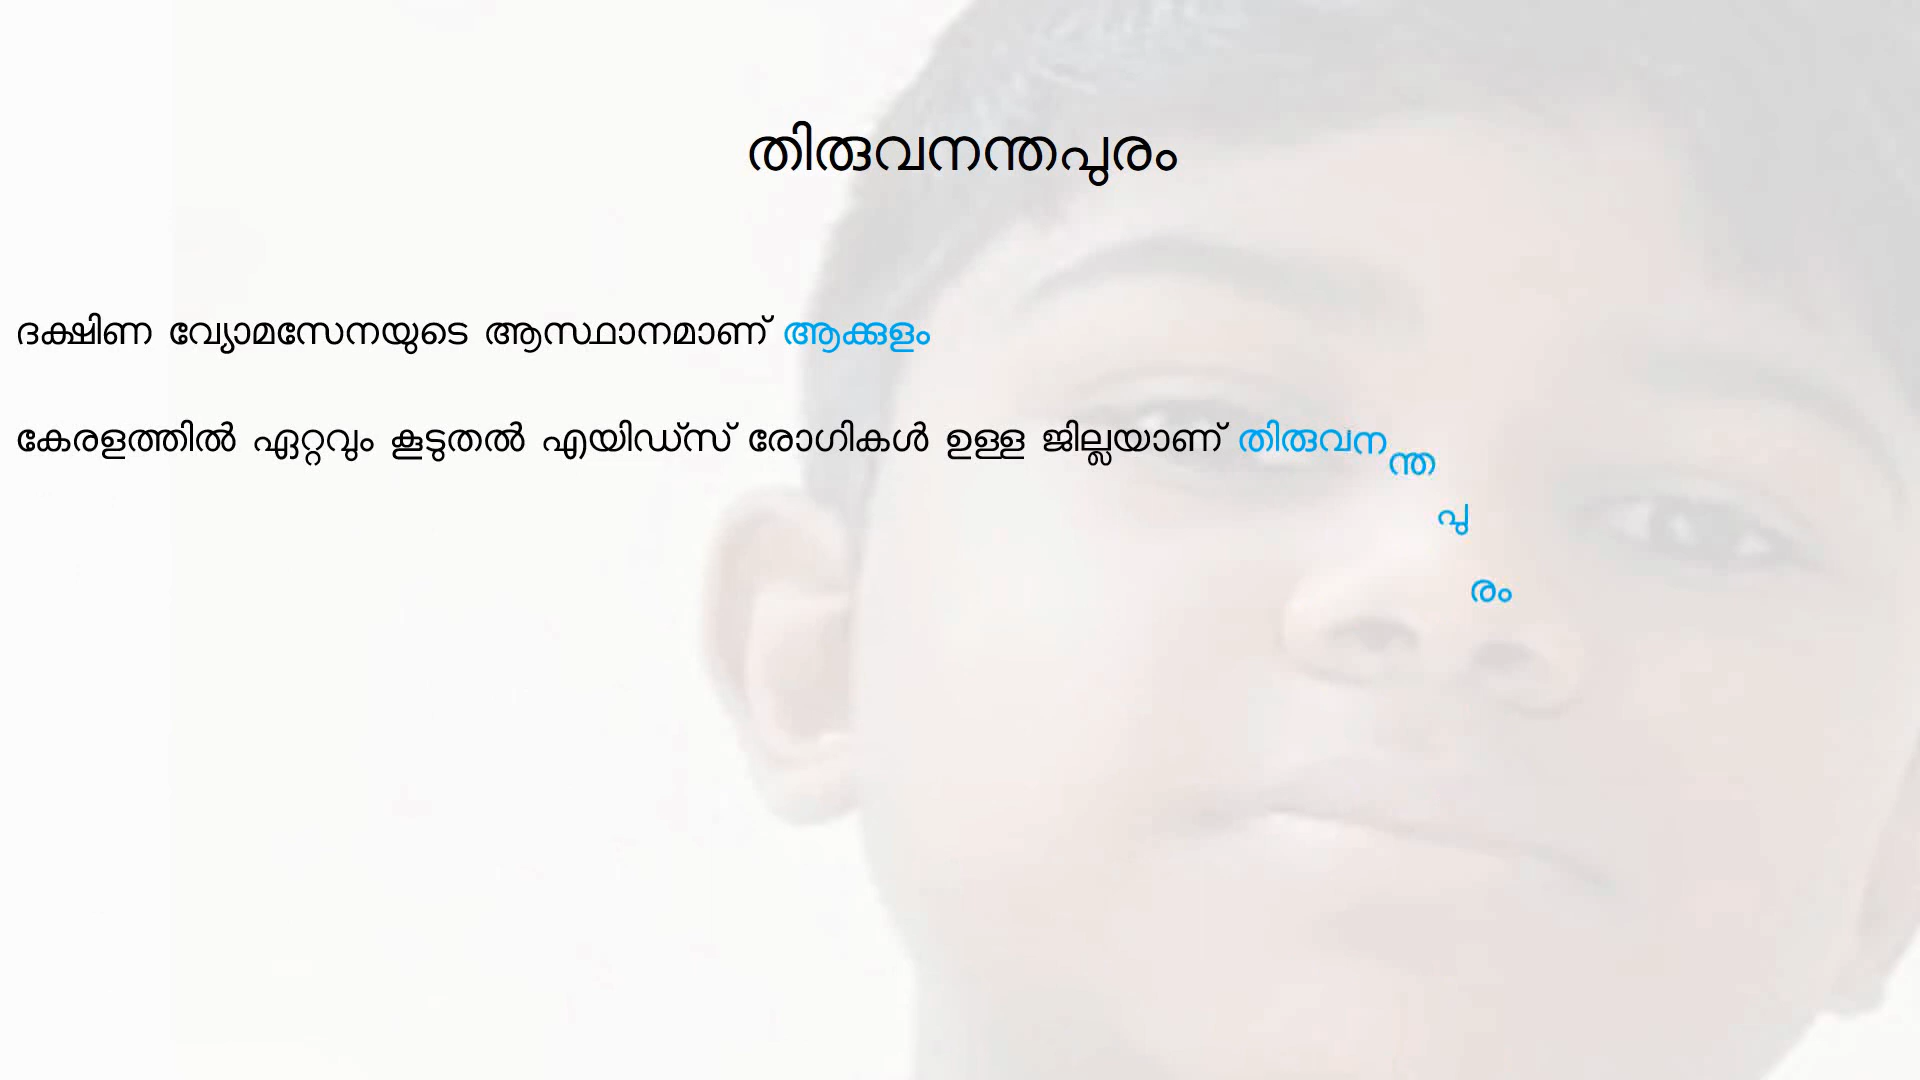 തിരുവനന്തപുരം
ദക്ഷിണ വ്യോമസേനയുടെ ആസ്ഥാനമാണ് ആക്കുളം
കേരളത്തിൽ ഏറ്റവും കൂടുതൽ എയിഡ്സ് രോഗികൾ ഉള്ള ജില്ലയാണ് തിരുവനന്തപുരം